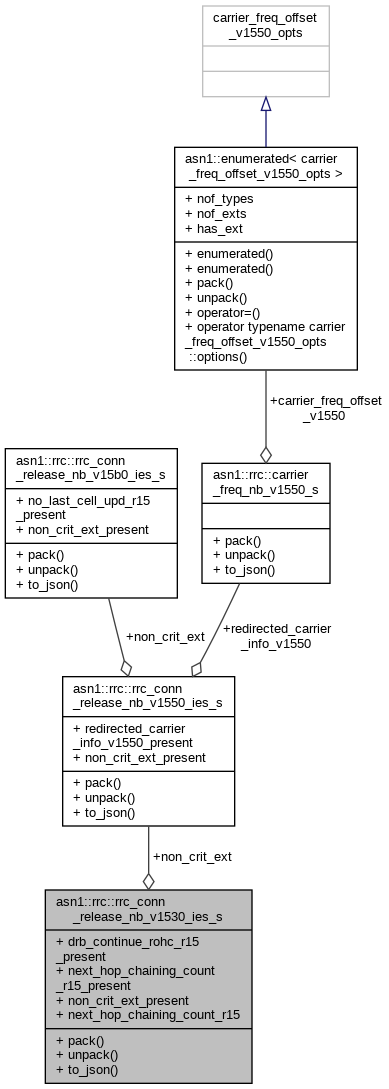 carrier_freq_offset
_v1550_opts
asn1::enumerated< carrier
_freq_offset_v1550_opts >
+ nof_types
+ nof_exts
+ has_ext
+ enumerated()
+ enumerated()
+ pack()
+ unpack()
+ operator=()
+ operator typename carrier
_freq_offset_v1550_opts
::options()
+carrier_freq_offset
_v1550
asn1::rrc::rrc_conn
_release_nb_v15b0_ies_s
+ no_last_cell_upd_r15
_present
+ non_crit_ext_present
+ pack()
+ unpack()
+ to_json()
asn1::rrc::carrier
_freq_nb_v1550_s
+ pack()
+ unpack()
+ to_json()
+non_crit_ext
+redirected_carrier
_info_v1550
asn1::rrc::rrc_conn
_release_nb_v1550_ies_s
+ redirected_carrier
_info_v1550_present
+ non_crit_ext_present
+ pack()
+ unpack()
+ to_json()
+non_crit_ext
asn1::rrc::rrc_conn
_release_nb_v1530_ies_s
+ drb_continue_rohc_r15
_present
+ next_hop_chaining_count
_r15_present
+ non_crit_ext_present
+ next_hop_chaining_count_r15
+ pack()
+ unpack()
+ to_json()